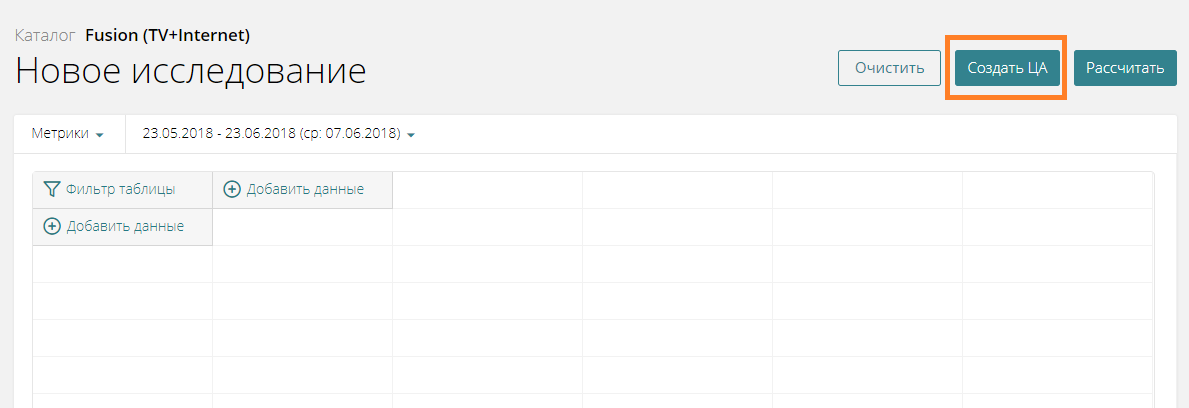 Каталог Fusion (TV+Internet)
Новое исследование
Очистить Создать ЦА Рассчитать
Метрики 23.05.2018 - 23.06.2018 (ср: 07.06.2018)
Фильтр таблицы Добавить данные
Добавить данные